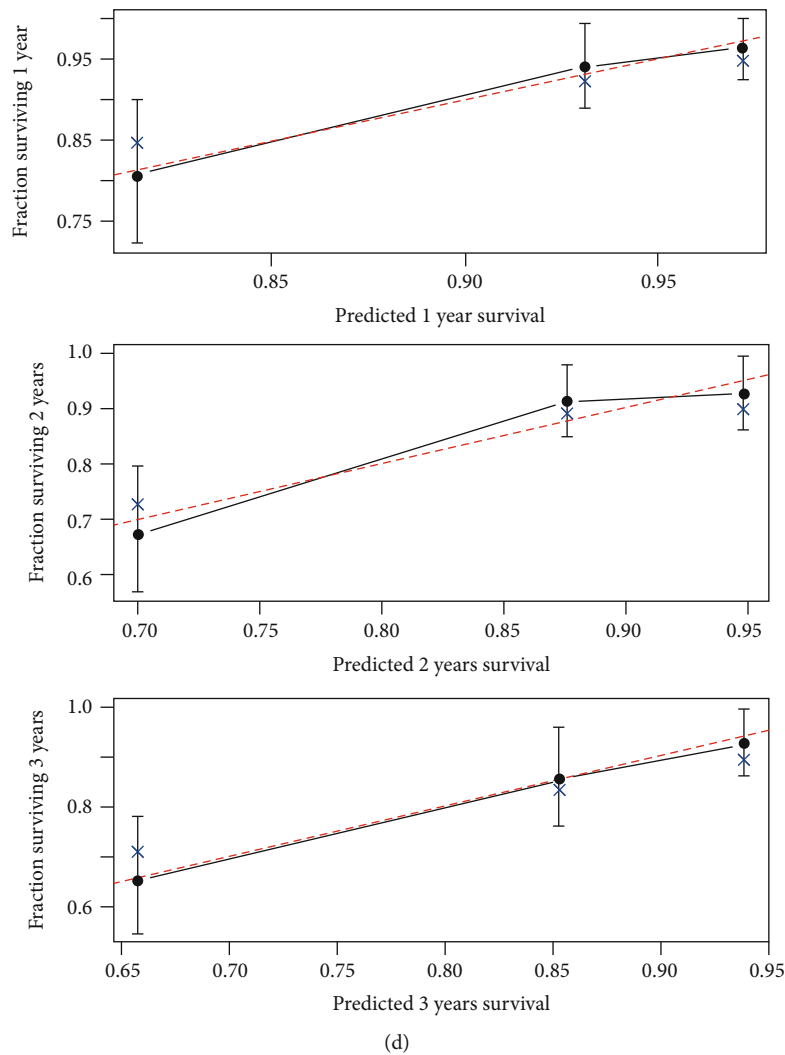 Fraction surviving 1 year
0.95
0.85
0.75
0.85 0.90 0.95
Predicted 1 year survival
Fraction surviving 2 years
1.0
0.9
0.8
0.7
0.6
0.70 0.75 0.80 0.85 0.90 0.95
Predicted 2 years survival
Fraction surviving 3 years
1.0
0.8
0.6
0.65 0.70 0.75 0.80 0.85 0.90 0.95
Predicted 3 years survival
(d)